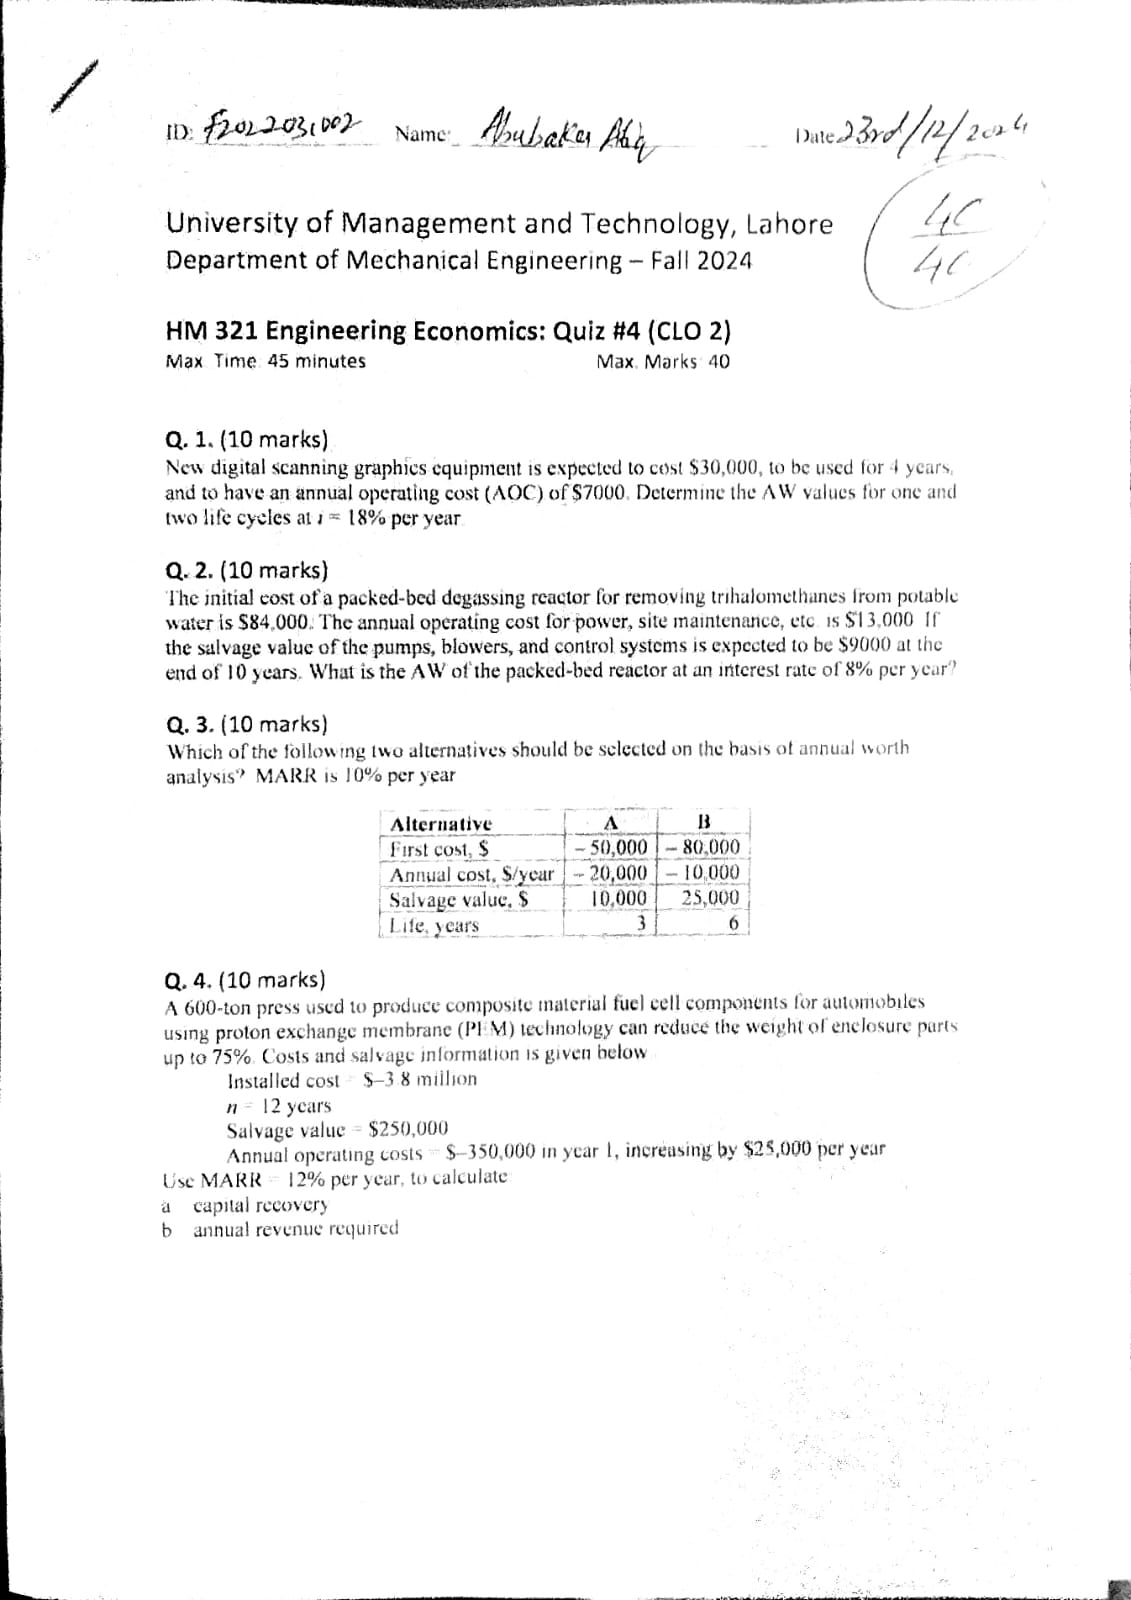 ID: F2022031002 Name: Abubakar Atiq Date 23rd/12/2024
40
40
University of Management and Technology, Lahore
Department of Mechanical Engineering – Fall 2024
HM 321 Engineering Economics: Quiz #4 (CLO 2)
Max Time: 45 minutes Max. Marks 40
Q. 1. (10 marks)
New digital scanning graphics equipment is expected to cost $30,000, to be used for 4 years,
and to have an annual operating cost (AOC) of $7000. Determine the AW values for one and
two life cycles at i = 18% per year
Q. 2. (10 marks)
The initial cost of a packed-bed degassing reactor for removing trihalomethanes from potable
water is $84,000. The annual operating cost for power, site maintenance, etc. is $13,000 If
the salvage value of the pumps, blowers, and control systems is expected to be $9000 at the
end of 10 years. What is the AW of the packed-bed reactor at an interest rate of 8% per year?
Q. 3. (10 marks)
Which of the following two alternatives should be selected on the basis of annual worth
analysis? MARR is 10% per year
Alternative A B
First cost, $ – 50,000 – 80,000
Annual cost, $/year – 20,000 – 10,000
Salvage value, $ 10,000 25,000
Life, years 3 6
Q. 4. (10 marks)
A 600-ton press used to produce composite material fuel cell components for automobiles
using proton exchange membrane (PEM) technology can reduce the weight of enclosure parts
up to 75%. Costs and salvage information is given below
Installed cost = $–3.8 million
n = 12 years
Salvage value = $250,000
Annual operating costs = $–350,000 in year 1, increasing by $25,000 per year
Use MARR = 12% per year, to calculate
a capital recovery
b annual revenue required